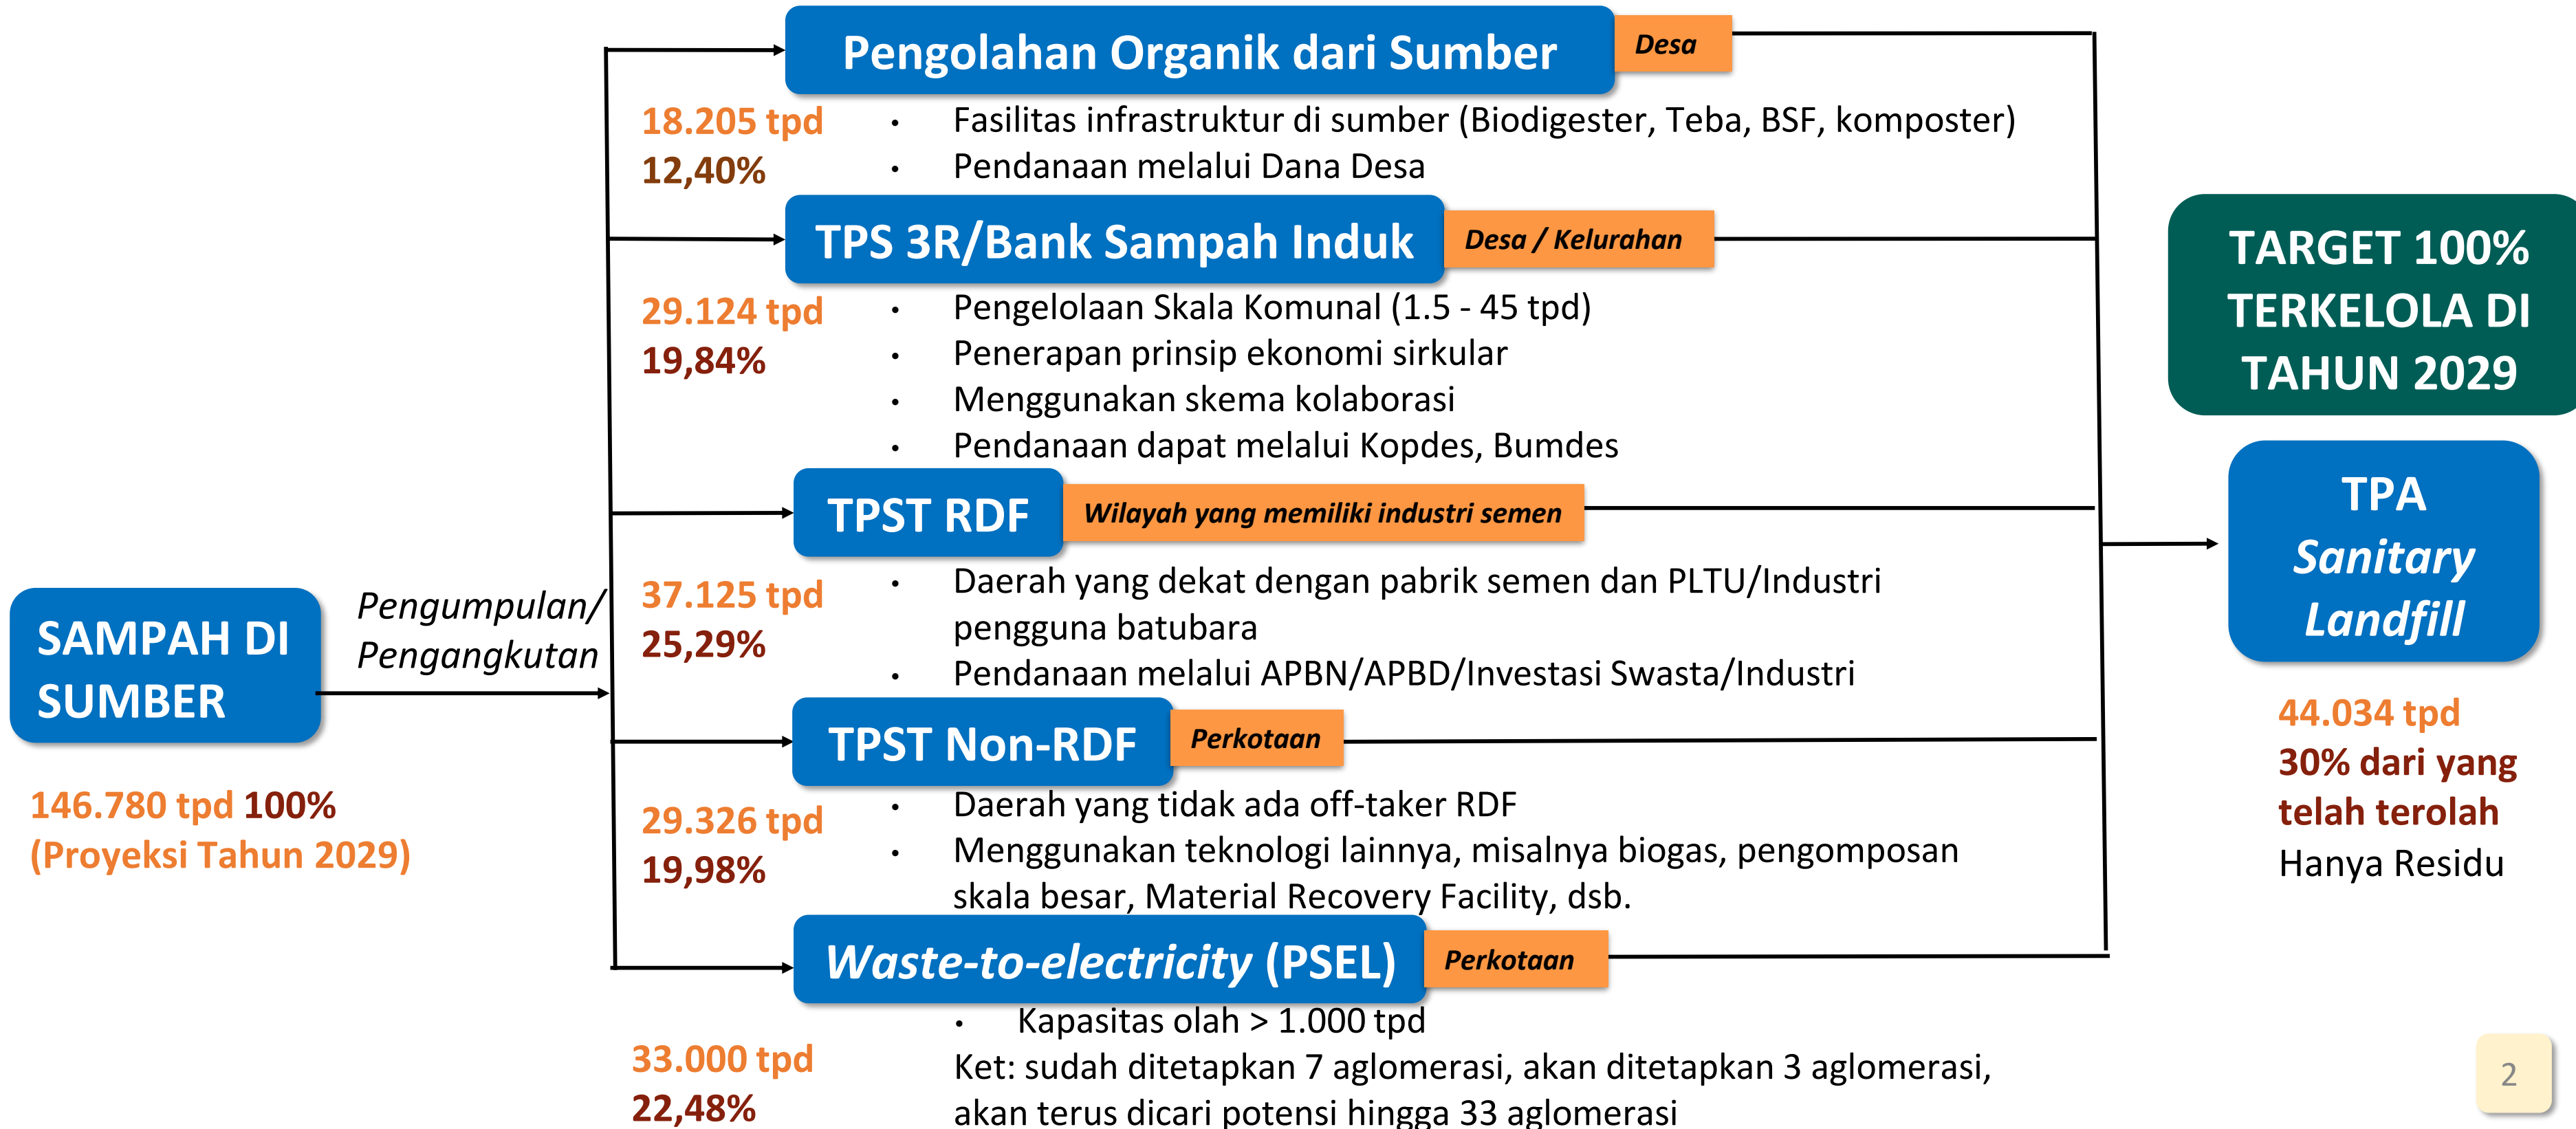 Pengolahan Organik dari Sumber
Desa
18.205 tpd
12,40%
• Fasilitas infrastruktur di sumber (Biodigester, Teba, BSF, komposter)
• Pendanaan melalui Dana Desa
TPS 3R/Bank Sampah Induk
Desa / Kelurahan
29.124 tpd
19,84%
• Pengelolaan Skala Komunal (1.5 - 45 tpd)
• Penerapan prinsip ekonomi sirkular
• Menggunakan skema kolaborasi
• Pendanaan dapat melalui Kopdes, Bumdes
TPST RDF
Wilayah yang memiliki industri semen
37.125 tpd
25,29%
• Daerah yang dekat dengan pabrik semen dan PLTU/Industri
pengguna batubara
• Pendanaan melalui APBN/APBD/Investasi Swasta/Industri
SAMPAH DI
SUMBER
Pengumpulan/
Pengangkutan
146.780 tpd 100%
(Proyeksi Tahun 2029)
TPST Non-RDF
Perkotaan
29.326 tpd
19,98%
• Daerah yang tidak ada off-taker RDF
• Menggunakan teknologi lainnya, misalnya biogas, pengomposan
skala besar, Material Recovery Facility, dsb.
Waste-to-electricity (PSEL)
Perkotaan
33.000 tpd
22,48%
• Kapasitas olah > 1.000 tpd
Ket: sudah ditetapkan 7 aglomerasi, akan ditetapkan 3 aglomerasi,
akan terus dicari potensi hingga 33 aglomerasi
TARGET 100%
TERKELOLA DI
TAHUN 2029
TPA
Sanitary
Landfill
44.034 tpd
30% dari yang
telah terolah
Hanya Residu
2